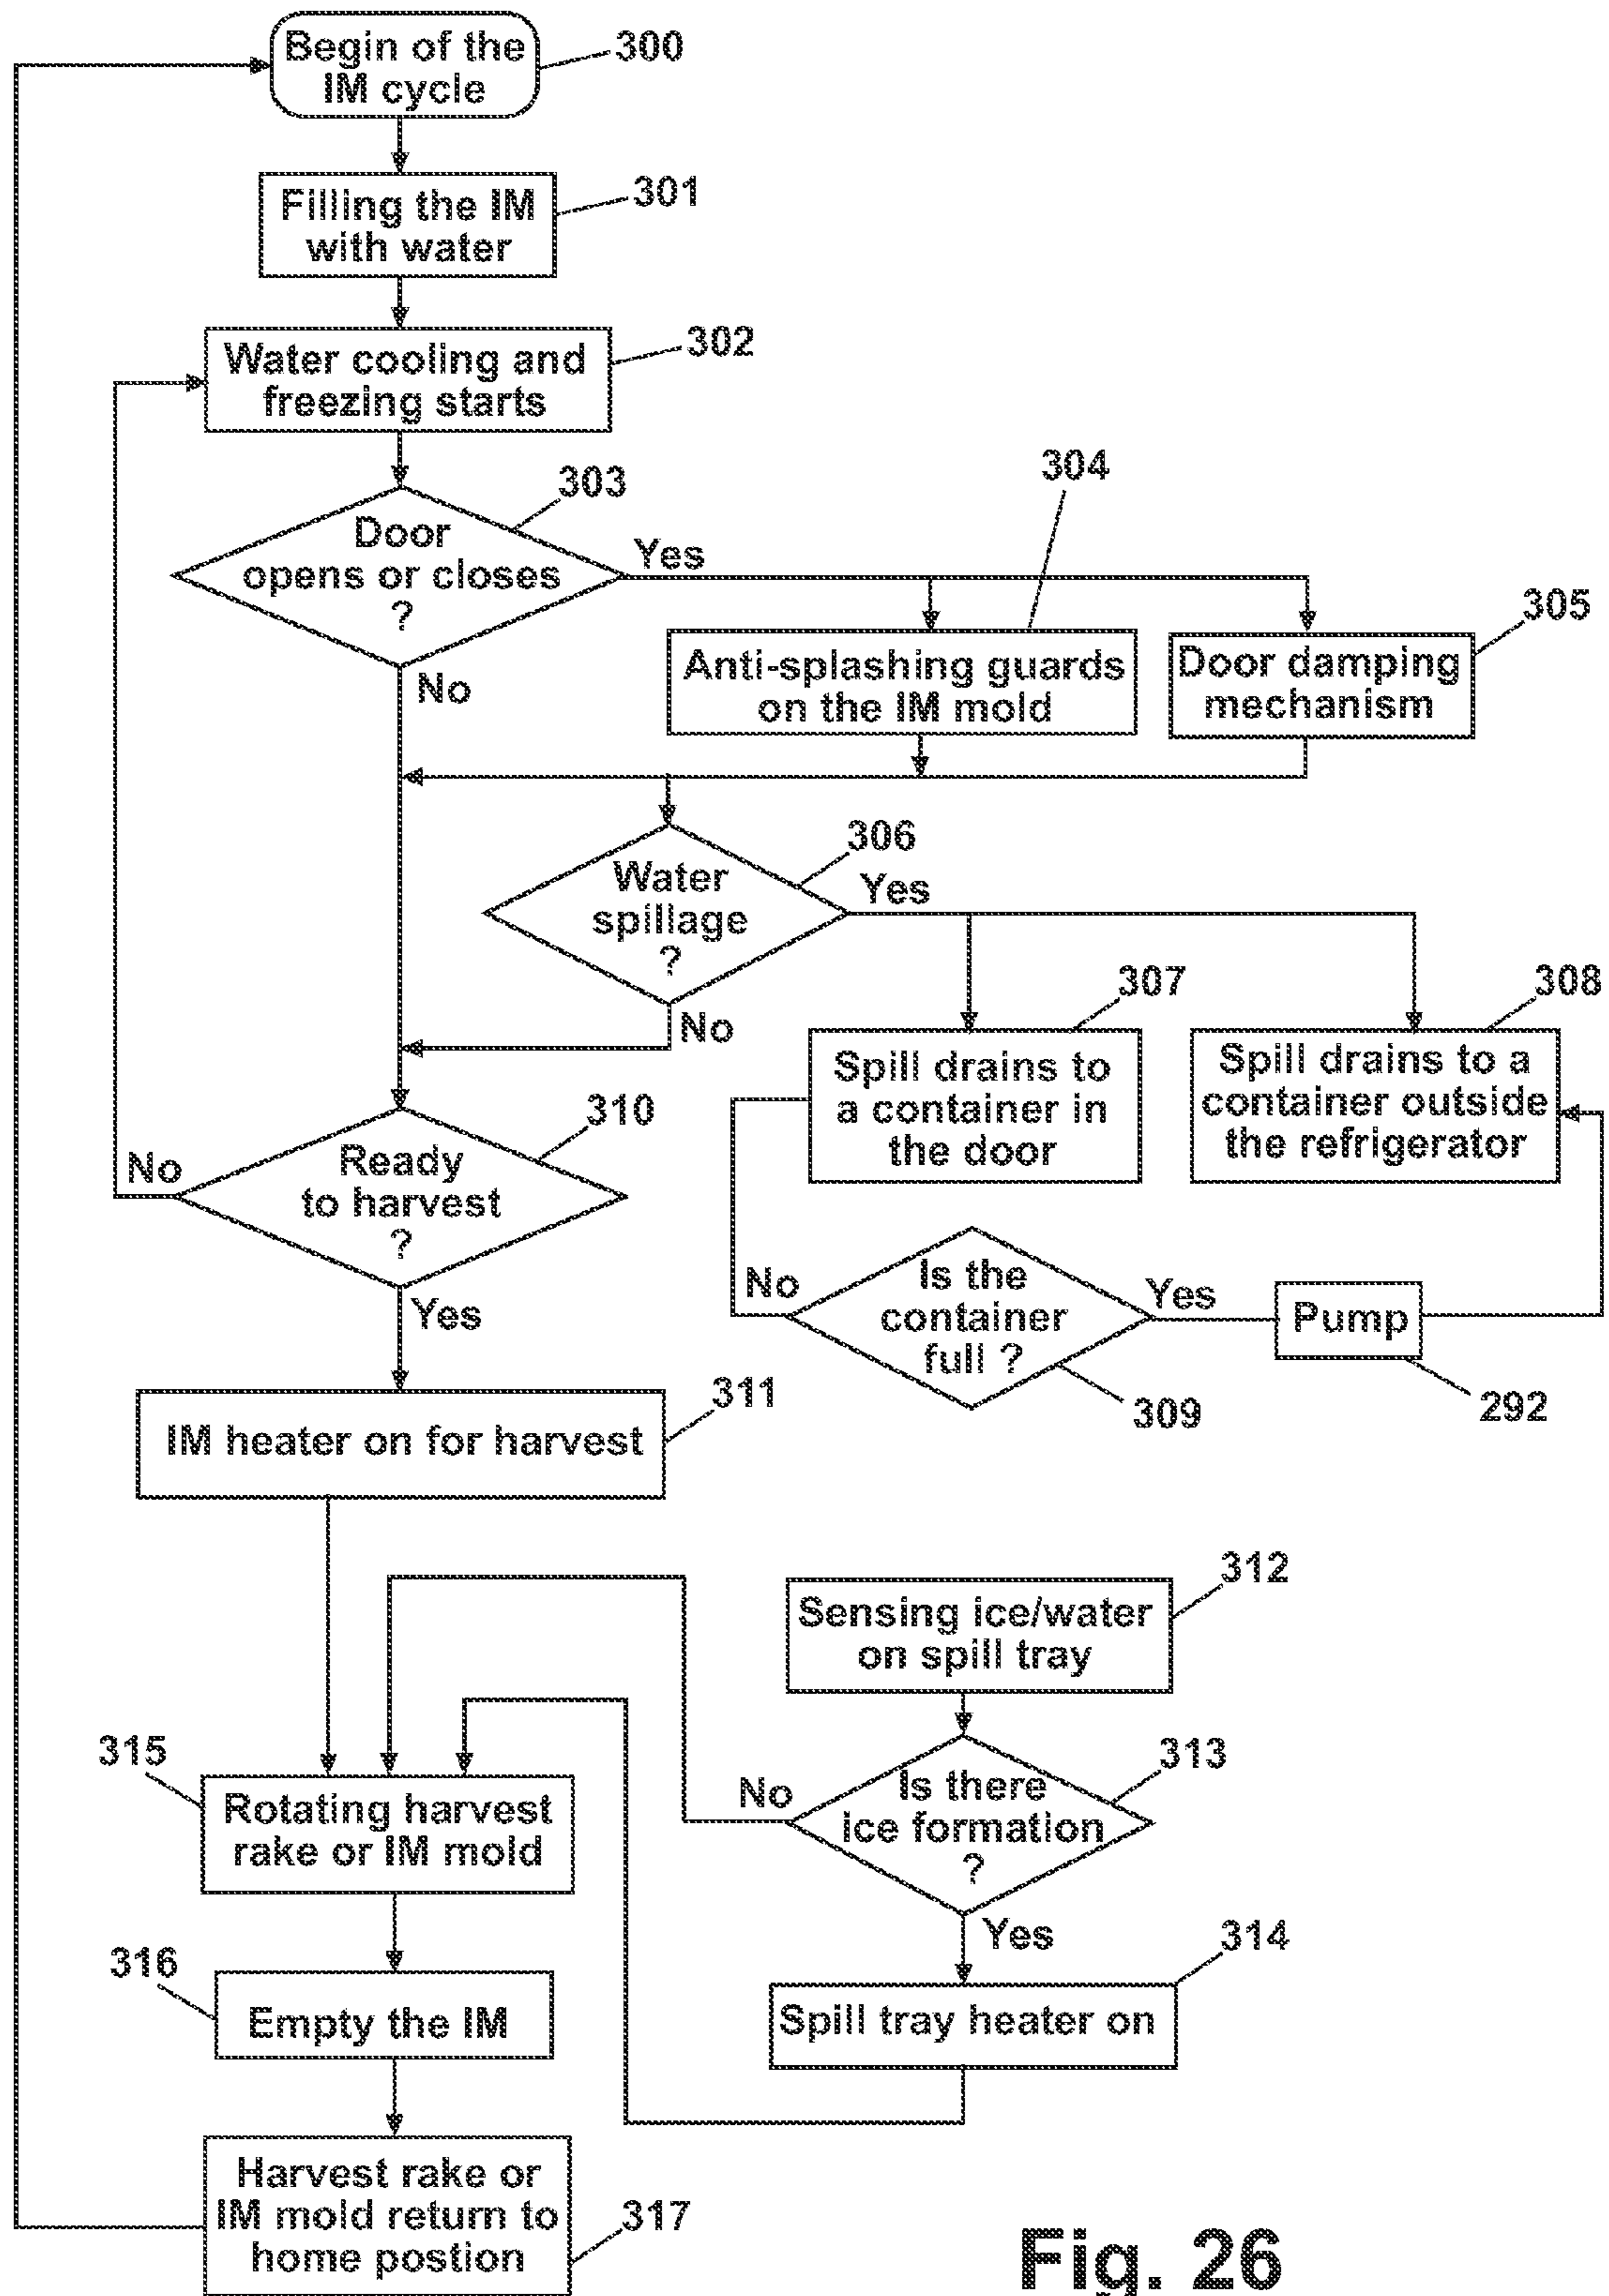 Begin of the
IM cycle
300
Filling the IM
with water
301
Water cooling and
freezing starts
302
303
Door
opens or closes
?
Yes
No
304
Anti-splashing guards
on the IM mold
305
Door damping
mechanism
306
Water
spillage
?
Yes
No
307
Spill drains to
a container in
the door
308
Spill drains to a
container outside
the refrigerator
310
Ready
to harvest
?
No
Yes
Is the
container
full ?
No
Yes
309
Pump
292
311
IM heater on for harvest
312
Sensing ice/water
on spill tray
313
Is there
ice formation
?
No
Yes
314
Spill tray heater on
315
Rotating harvest
rake or IM mold
316
Empty the IM
Harvest rake or
IM mold return to
home postion
317
Fig. 26